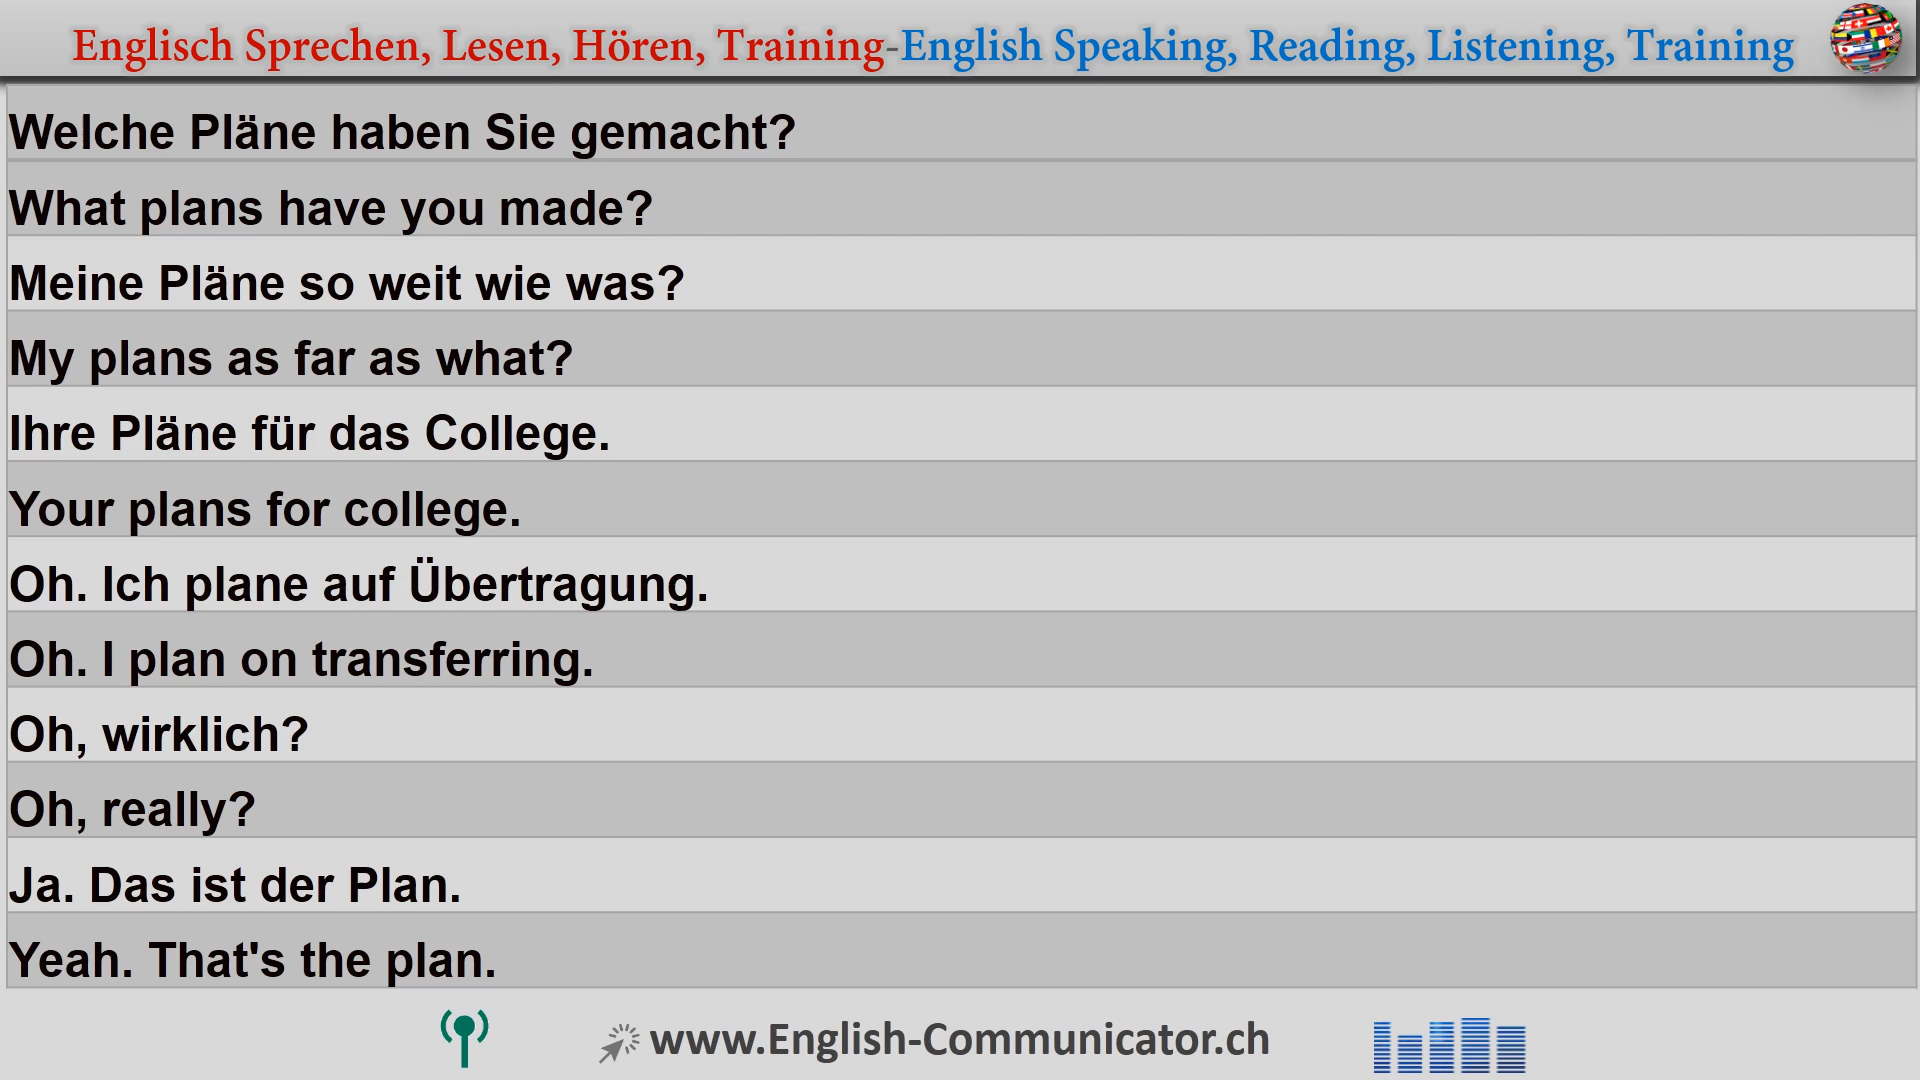 Englisch Sprechen, Lesen, Hören, Training-English Speaking, Reading, Listening, Training
Welche Pläne haben Sie gemacht?
What plans have you made?
Meine Pläne so weit wie was?
My plans as far as what?
Ihre Pläne für das College.
Your plans for college.
Oh. Ich plane auf Übertragung.
Oh. I plan on transferring.
Oh, wirklich?
Oh, really?
Ja. Das ist der Plan.
Yeah. That's the plan.
www.English-Communicator.ch